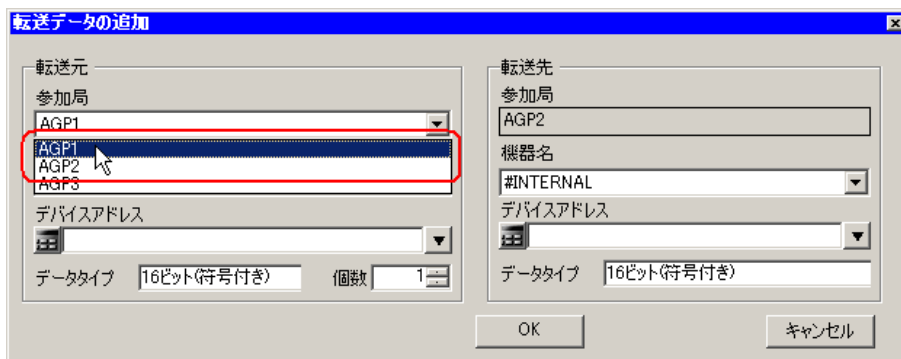 転送データの追加
転送元
参加局
AGP1
AGP1
AGP2
AGP3
デバイスアドレス
データタイプ 16ビット(符号付き) 個数 1
転送先
参加局
AGP2
機器名
#INTERNAL
デバイスアドレス
データタイプ 16ビット(符号付き)
OK キャンセル